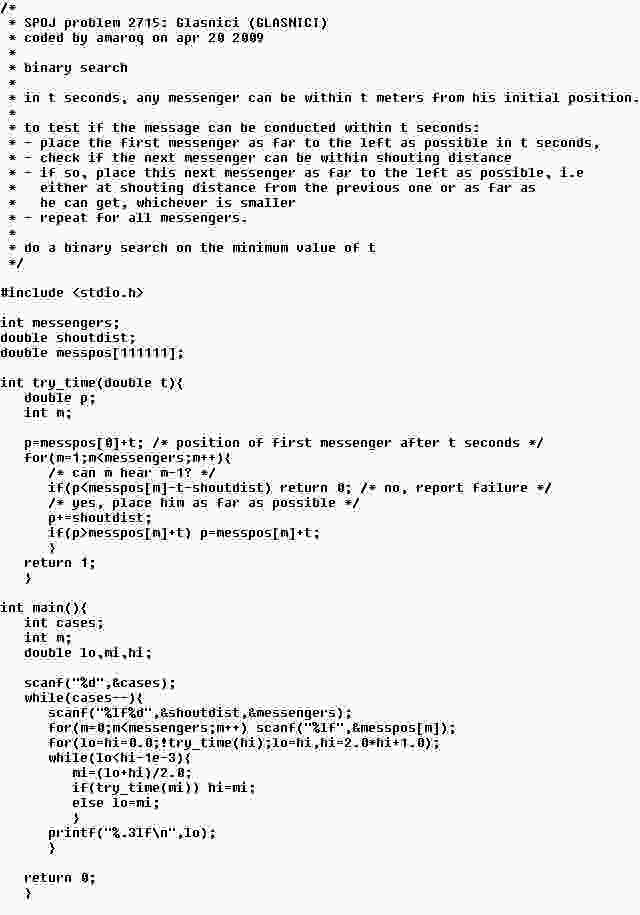 /*
 * SPOJ problem 2715: Glasnici (GLASNICI)
 * coded by amaroq on apr 20 2009
 *
 * binary search
 *
 * in t seconds, any messenger can be within t meters from his initial position.
 *
 * to test if the message can be conducted within t seconds:
 * - place the first messenger as far to the left as possible in t seconds,
 * - check if the next messenger can be within shouting distance
 * - if so, place this next messenger as far to the left as possible, i.e
 *   either at shouting distance from the previous one or as far as
 *   he can get, whichever is smaller
 * - repeat for all messengers.
 *
 * do a binary search on the minimum value of t
 */

#include <stdio.h>

int messengers;
double shoutdist;
double messpos[111111];

int try_time(double t){
   double p;
   int m;

   p=messpos[0]+t; /* position of first messenger after t seconds */
   for(m=1;m<messengers;m++){
      /* can m hear m-1? */
      if(p<messpos[m]-t-shoutdist) return 0; /* no, report failure */
      /* yes, place him as far as possible */
      p+=shoutdist;
      if(p>messpos[m]+t) p=messpos[m]+t;
      }
   return 1;
   }

int main(){
   int cases;
   int m;
   double lo,mi,hi;

   scanf("%d",&cases);
   while(cases--){
      scanf("%lf%d",&shoutdist,&messengers);
      for(m=0;m<messengers;m++) scanf("%lf",&messpos[m]);
      for(lo=hi=0.0;!try_time(hi);lo=hi,hi=2.0*hi+1.0);
      while(lo<hi-1e-3){
         mi=(lo+hi)/2.0;
         if(try_time(mi)) hi=mi;
         else lo=mi;
         }
      printf("%.3lf\n",lo);
      }

   return 0;
   }